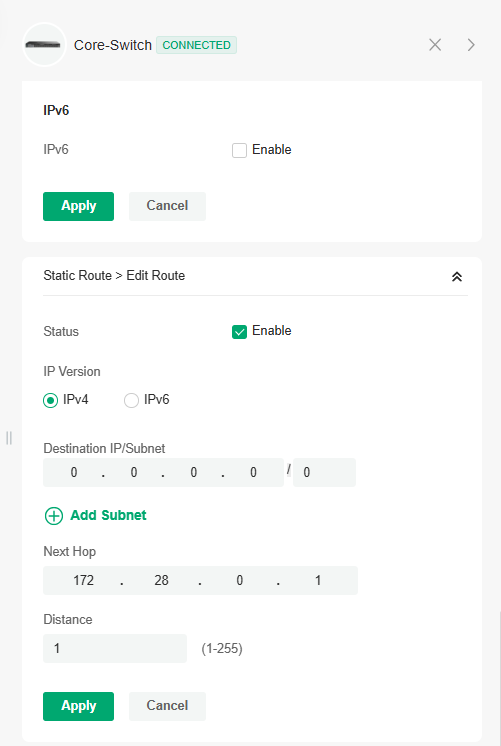 Core-Switch CONNECTED
IPv6
IPv6 Enable
Apply Cancel
Static Route > Edit Route
Status Enable
IP Version
IPv4 IPv6
Destination IP/Subnet
0 . 0 . 0 . 0 / 0
Add Subnet
Next Hop
172 . 28 . 0 . 1
Distance
1 (1-255)
Apply Cancel